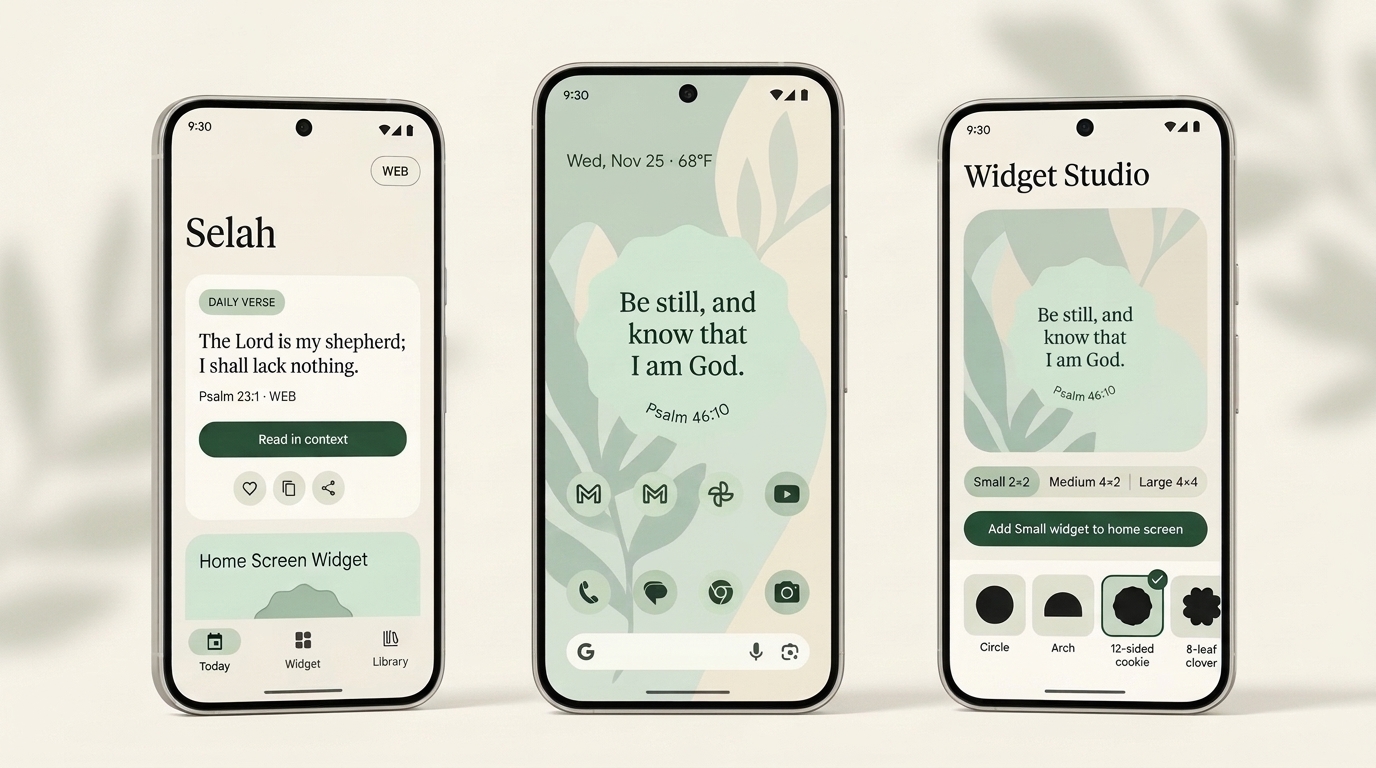 9:30
WEB
Selah
DAILY VERSE
The Lord is my shepherd;
I shall lack nothing.
Psalm 23:1 · WEB
Read in context
Home Screen Widget
Today
Widget
Library
9:30
Wed, Nov 25 · 68°F
Be still, and
know that
I am God.
Psalm 46:10
G
9:30
Widget Studio
Be still, and
know that
I am God.
Psalm 46:10
Small 2×2
Medium 4×2
Large 4×4
Add Small widget to home screen
Circle
Arch
12-sided
cookie
8-leaf
clover